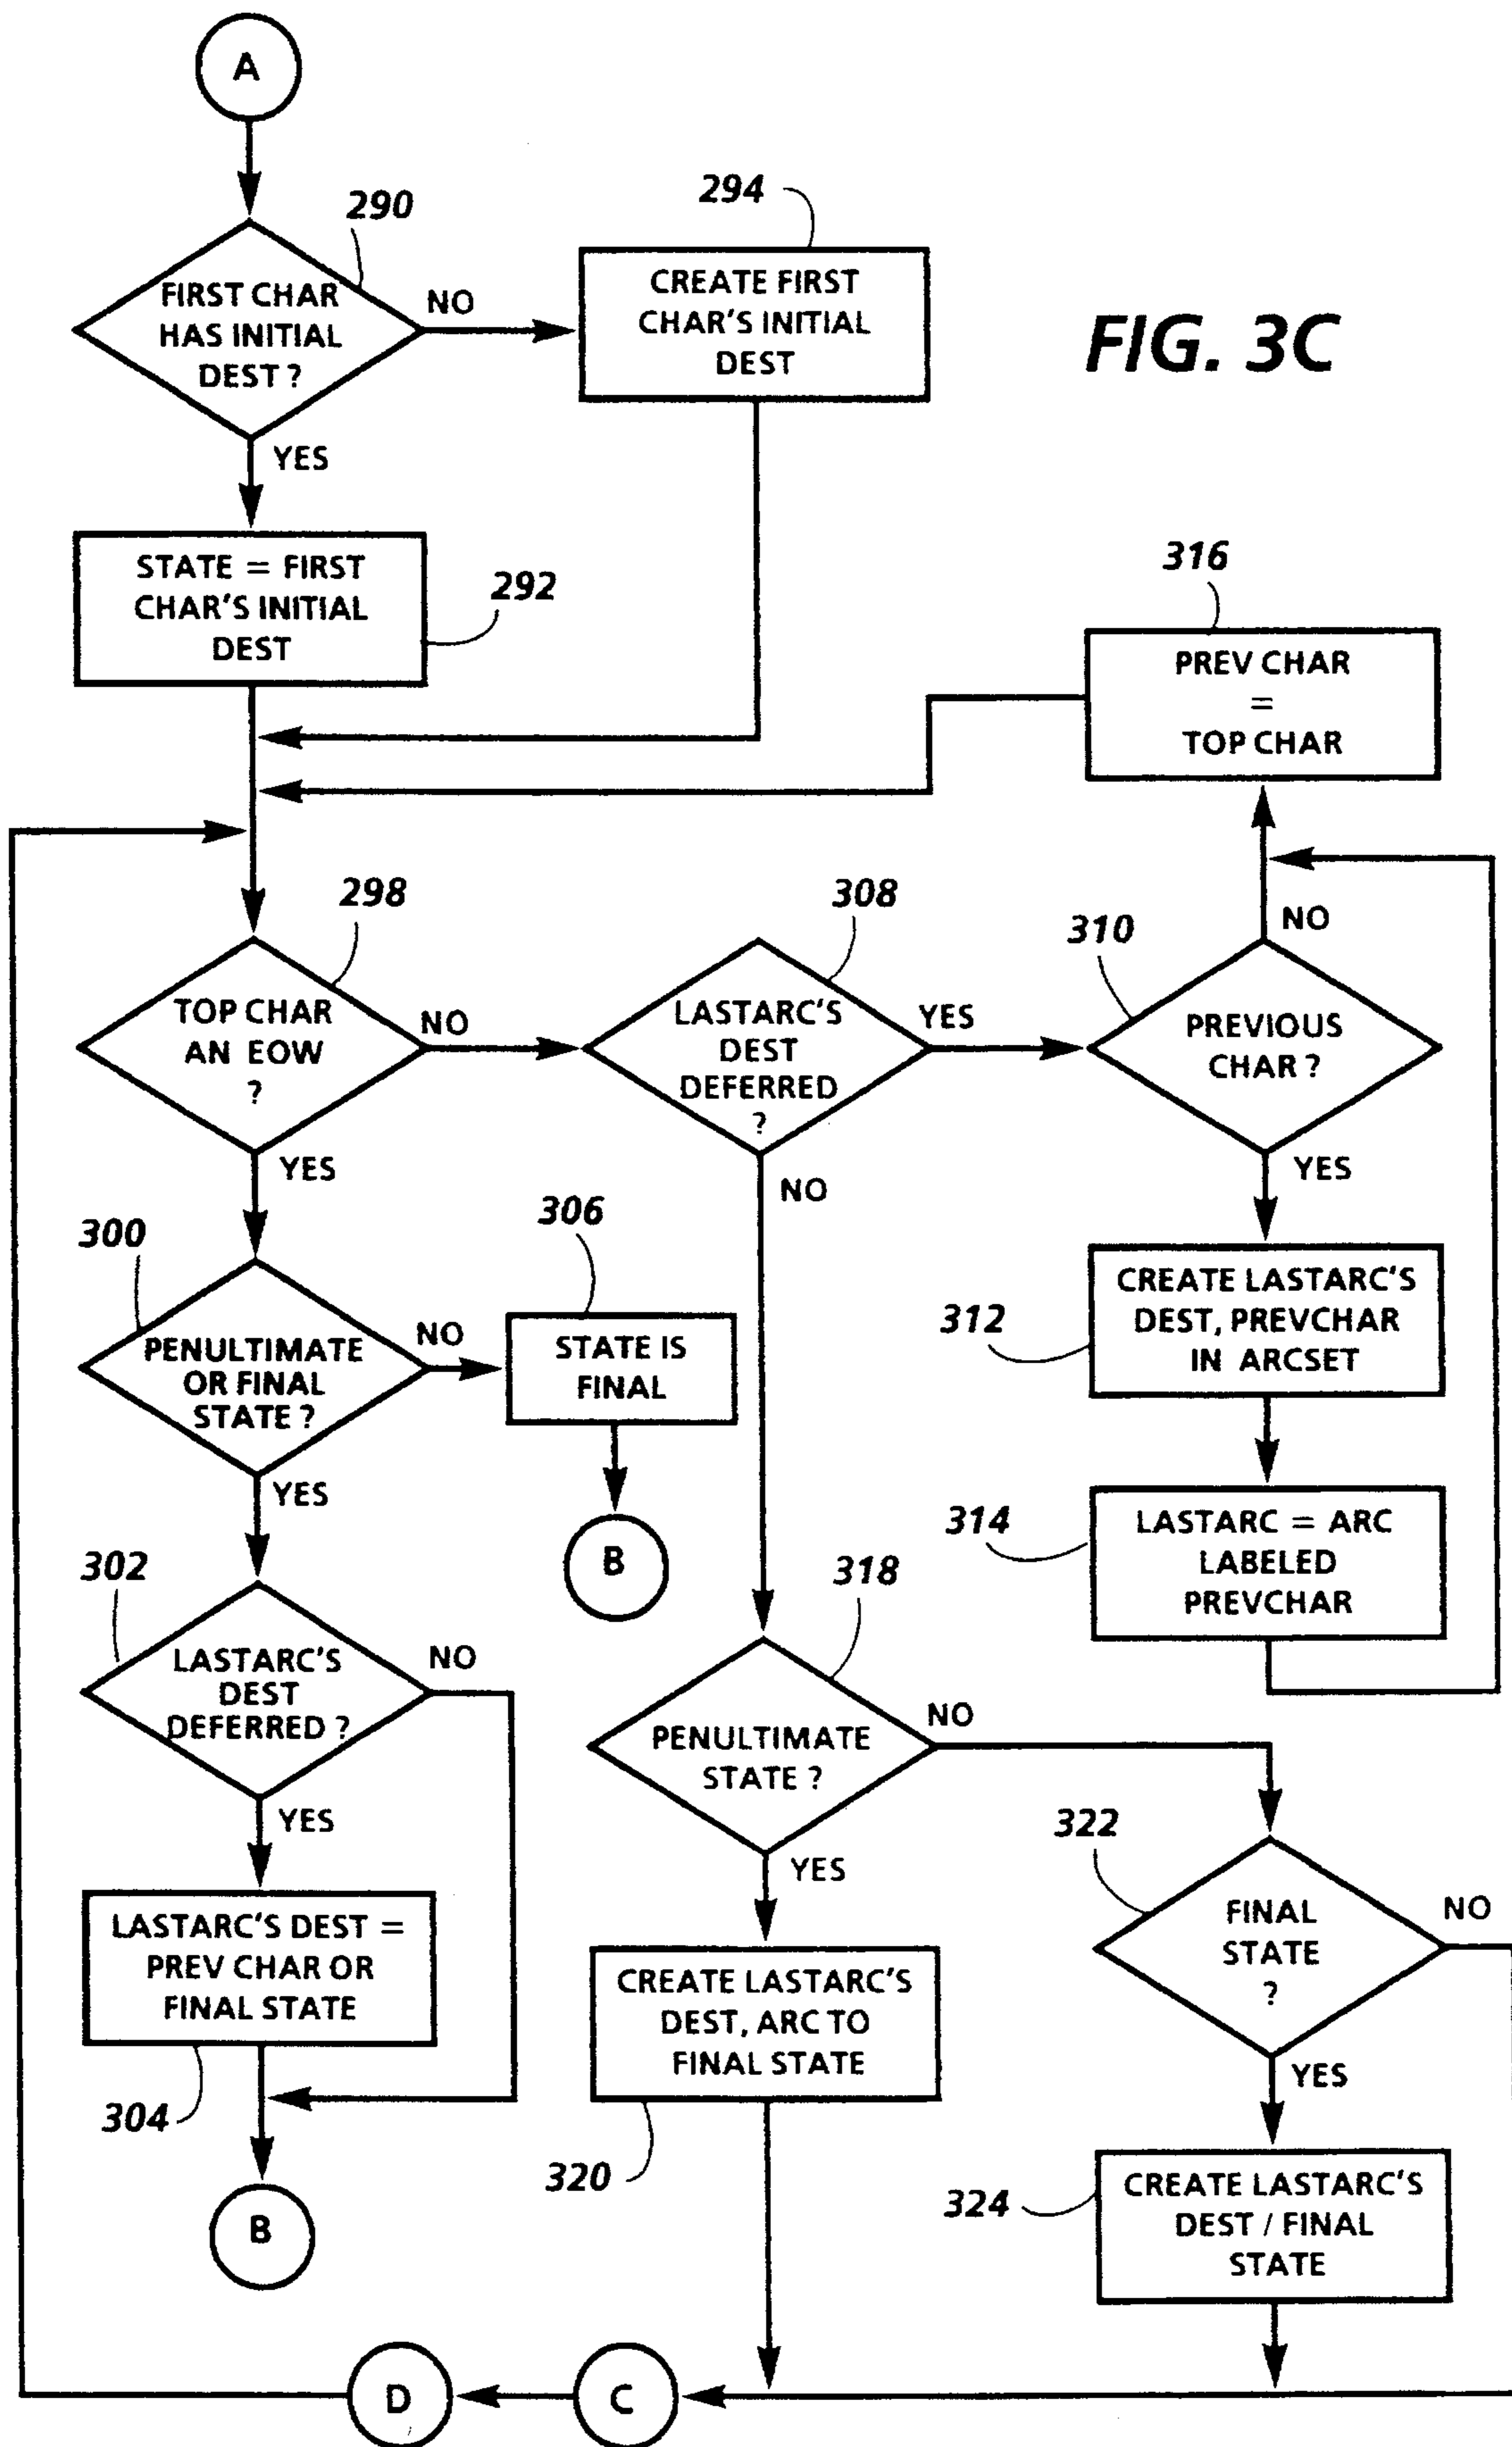 A
290
294
FIRST CHAR
HAS INITIAL
DEST ?
NO
CREATE FIRST
CHAR'S INITIAL
DEST
FIG. 3C
YES
STATE = FIRST
CHAR'S INITIAL
DEST
292
316
PREV CHAR
=
TOP CHAR
298
308
310
NO
TOP CHAR
AN EOW
?
NO
LASTARC'S
DEST
DEFERRED
?
YES
PREVIOUS
CHAR ?
YES
NO
YES
300
306
PENULTIMATE
OR FINAL
STATE ?
NO
STATE IS
FINAL
312
CREATE LASTARC'S
DEST, PREVCHAR
IN ARCSET
YES
B
314
LASTARC = ARC
LABELED
PREVCHAR
302
318
LASTARC'S
DEST
DEFERRED ?
NO
PENULTIMATE
STATE ?
NO
YES
322
YES
FINAL
STATE
?
NO
LASTARC'S DEST =
PREV CHAR OR
FINAL STATE
CREATE LASTARC'S
DEST, ARC TO
FINAL STATE
YES
304
320
B
324
CREATE LASTARC'S
DEST / FINAL
STATE
D
C